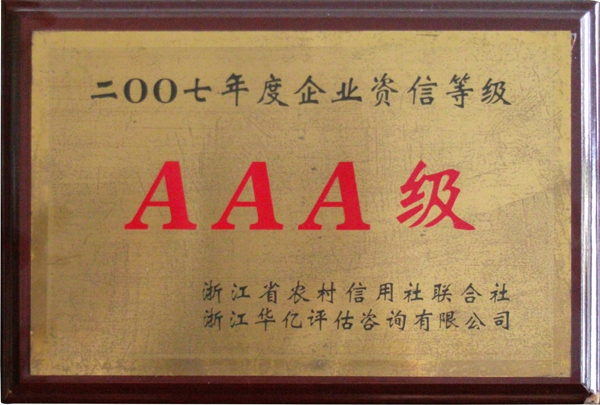 二OO七年度企业资信等级
AAA级
浙江省农村信用社联合社
浙江华亿评估咨询有限公司